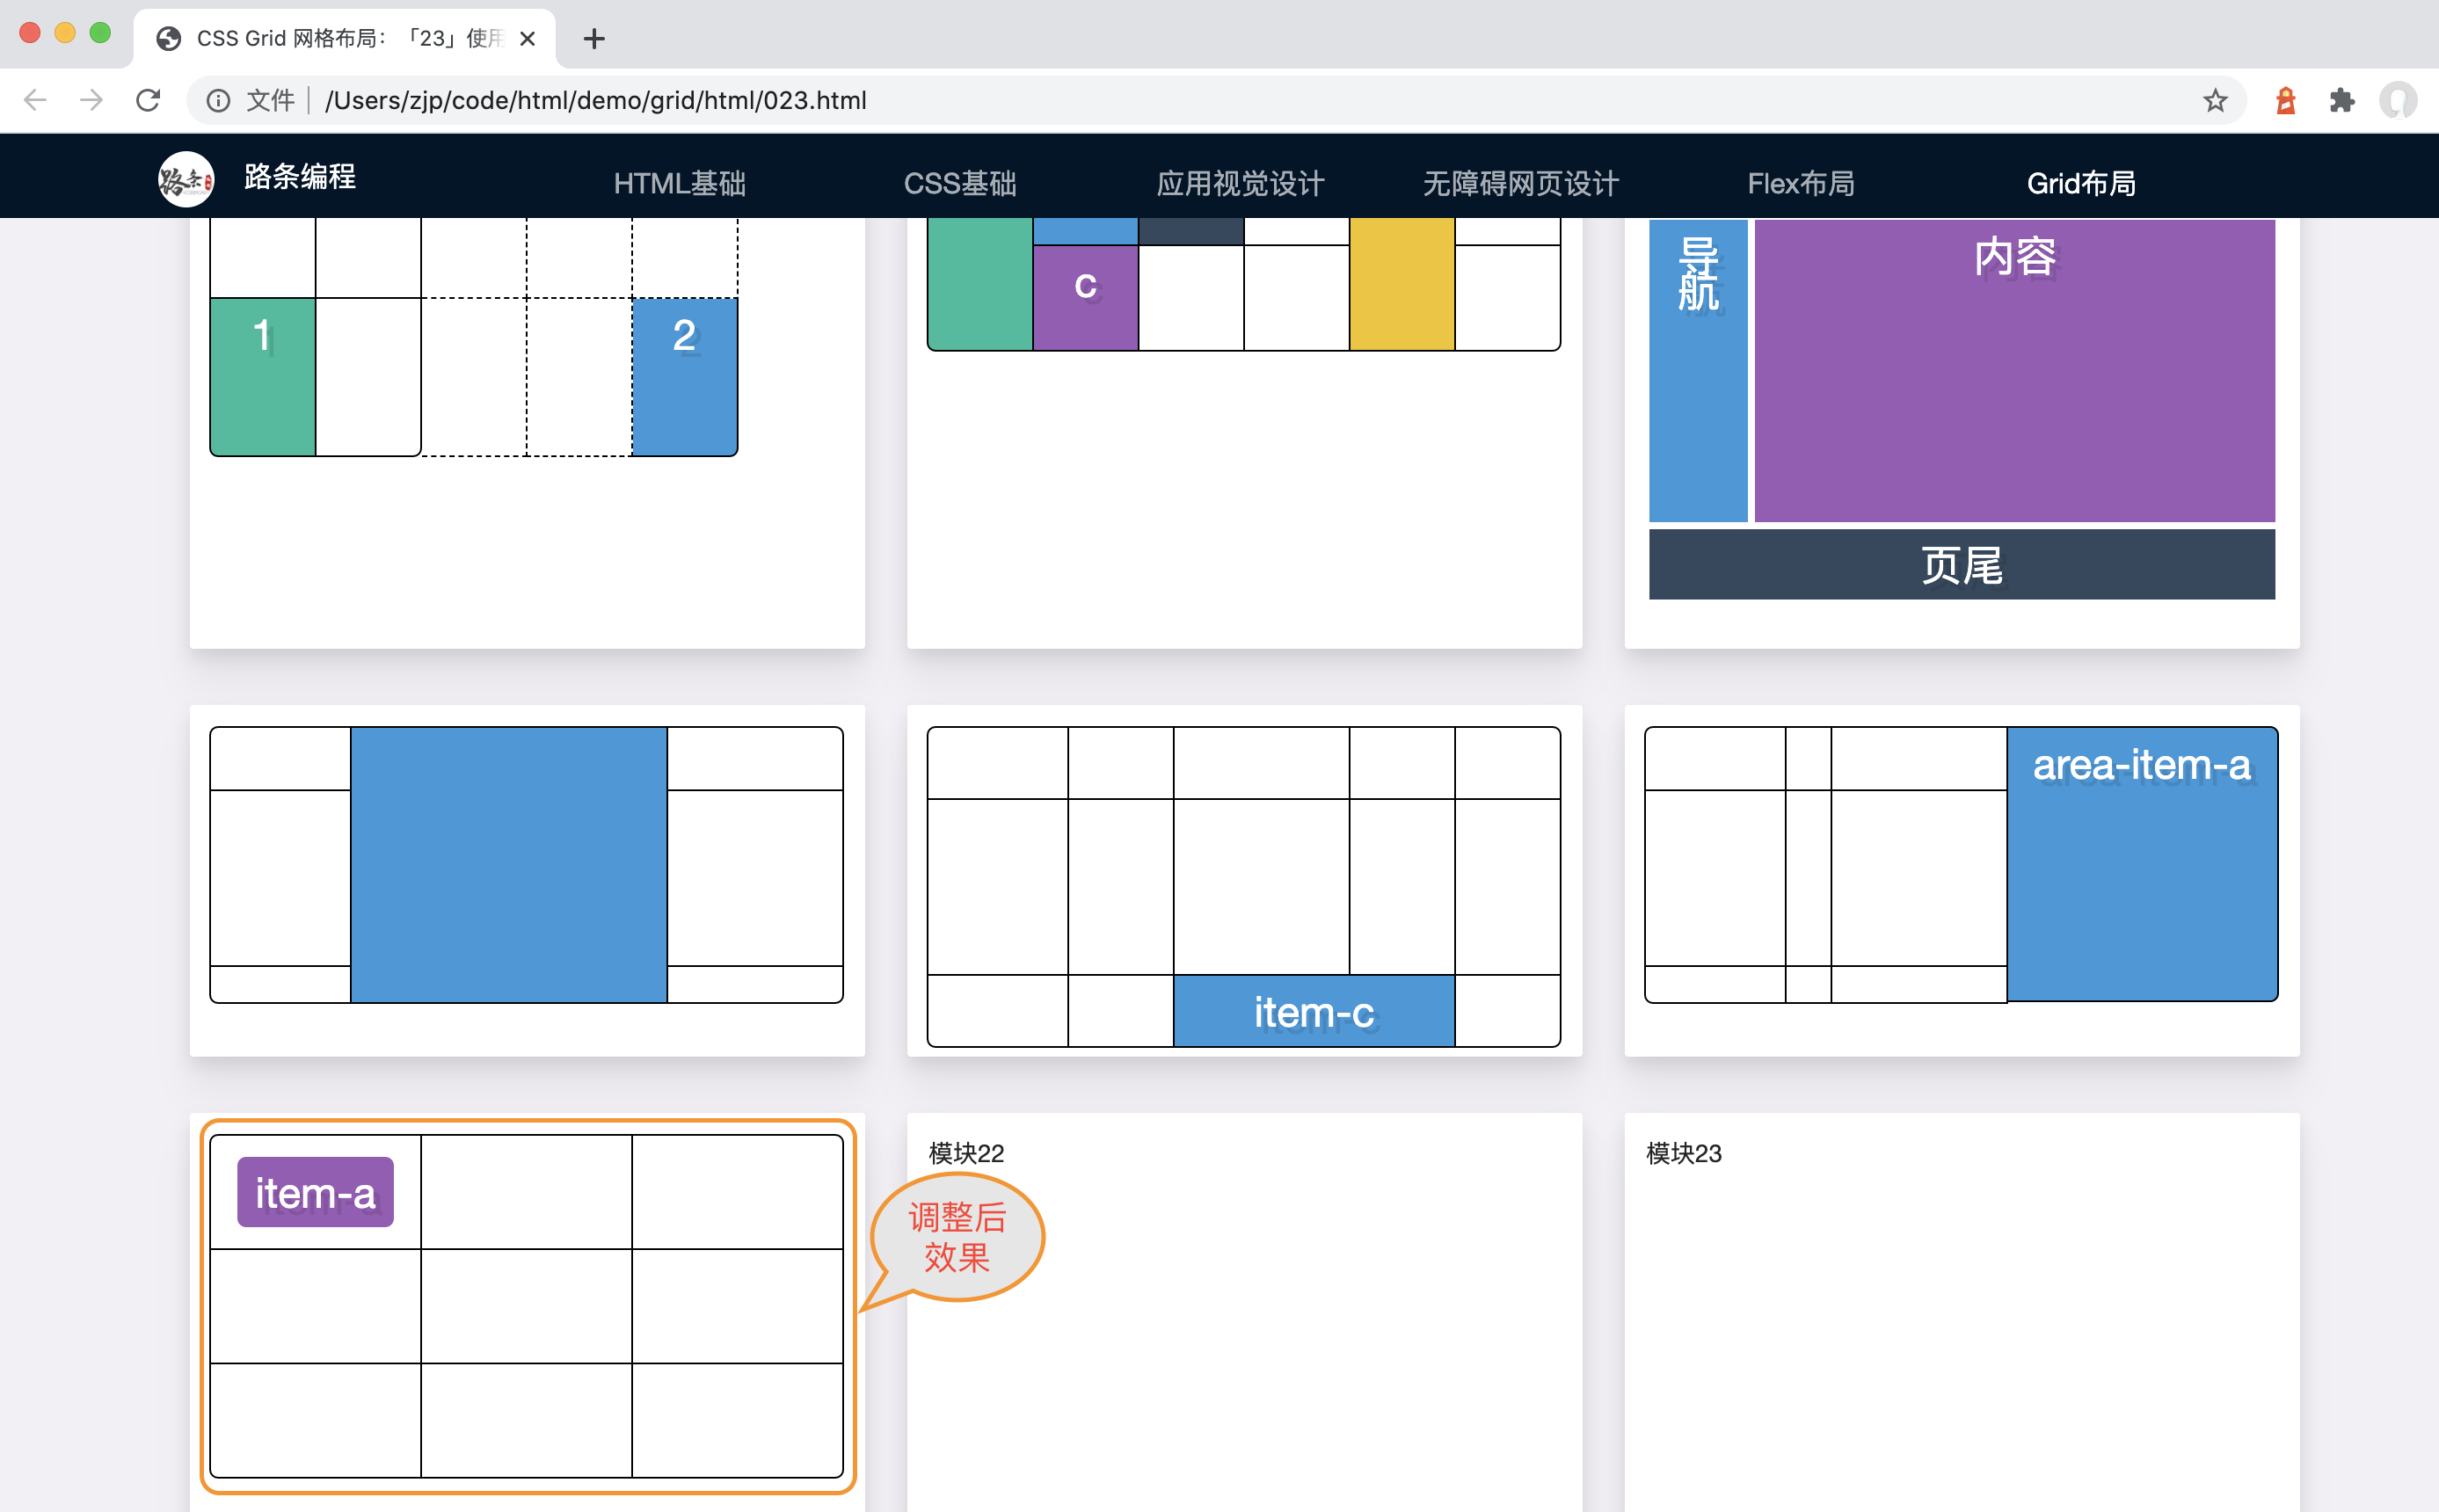 CSS Grid 网格布局：「23」使用
文件
/Users/zjp/code/html/demo/grid/html/023.html
路条
路条编程
HTML基础
CSS基础
应用视觉设计
无障碍网页设计
Flex布局
Grid布局
1
2
c
导航
内容
页尾
item-c
area-item-a
item-a
模块22
模块23
调整后
效果